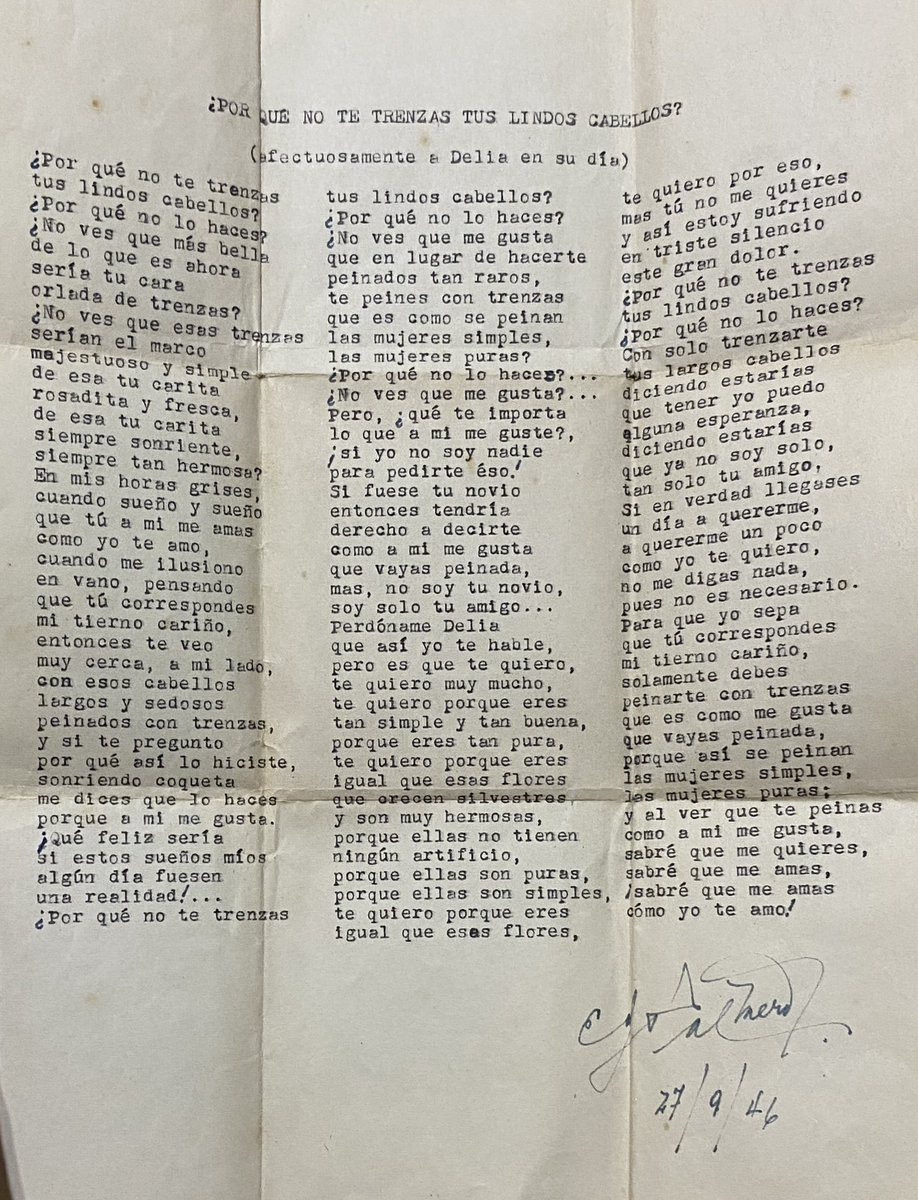 ¿POR QUÉ NO TE TRENZAS TUS LINDOS CABELLOS?
(afectuosamente a Delia en su día)
¿Por qué no te trenzas
tus lindos cabellos?
¿Por qué no lo haces?
¿No ves que más bella
de lo que es ahora
sería tu cara
orlada de trenzas?
¿No ves que esas trenzas
serían el marco
majestuoso y simple
de esa tu carita
rosadita y fresca,
de esa tu carita
siempre sonriente,
siempre tan hermosa?
En mis horas grises,
cuando sueño y sueño
que tú a mi me amas
como yo te amo,
cuando me ilusiono
en vano, pensando
que tú correspondes
mi tierno cariño,
entonces te veo
muy cerca, a mi lado,
con esos cabellos
largos y sedosos
peinados con trenzas,
y si te pregunto
por qué así lo hiciste,
sonriendo coqueta
me dices que lo haces
porque a mi me gusta.
¡Qué feliz sería
si estos sueños míos
algún día fuesen
una realidad!...
¿Por qué no te trenzas
tus lindos cabellos?
¿Por qué no lo haces?
¿No ves que me gusta
que en lugar de hacerte
peinados tan raros,
te peines con trenzas
que es como se peinan
las mujeres simples,
las mujeres puras?
¿Por qué no lo haces?...
¿No ves que me gusta?...
Pero, ¿qué te importa
lo que a mi me guste?,
¡si yo no soy nadie
para pedirte éso!
Si fuese tu novio
entonces tendría
derecho a decirte
como a mi me gusta
que vayas peinada,
mas, no soy tu novio,
soy solo tu amigo...
Perdóname Delia
que así yo te hable,
pero es que te quiero,
te quiero muy mucho,
te quiero porque eres
tan simple y tan buena,
porque eres tan pura,
te quiero porque eres
igual que esas flores
que crecen silvestres
y son muy hermosas,
porque ellas no tienen
ningún artificio,
porque ellas son puras,
porque ellas son simples,
te quiero porque eres
igual que esas flores,
te quiero por eso,
mas tú no me quieres
y así estoy sufriendo
en triste silencio
este gran dolor.
¿Por qué no te trenzas
tus lindos cabellos?
¿Por qué no lo haces?
Con solo trenzarte
tus largos cabellos
diciendo estarías
que tener yo puedo
alguna esperanza,
diciendo estarías
que ya no soy solo,
tan solo tu amigo,
Si en verdad llegases
un día a quererme,
a quererme un poco
como yo te quiero,
no me digas nada,
pues no es necesario.
Para que yo sepa
que tú correspondes
mi tierno cariño,
solamente debes
peinarte con trenzas
que es como me gusta
que vayas peinada,
porque así se peinan
las mujeres simples,
las mujeres puras;
y al ver que te peinas
como a mi me gusta,
sabré que me quieres,
sabré que me amas,
¡sabré que me amas
cómo yo te amo!
27/9/46